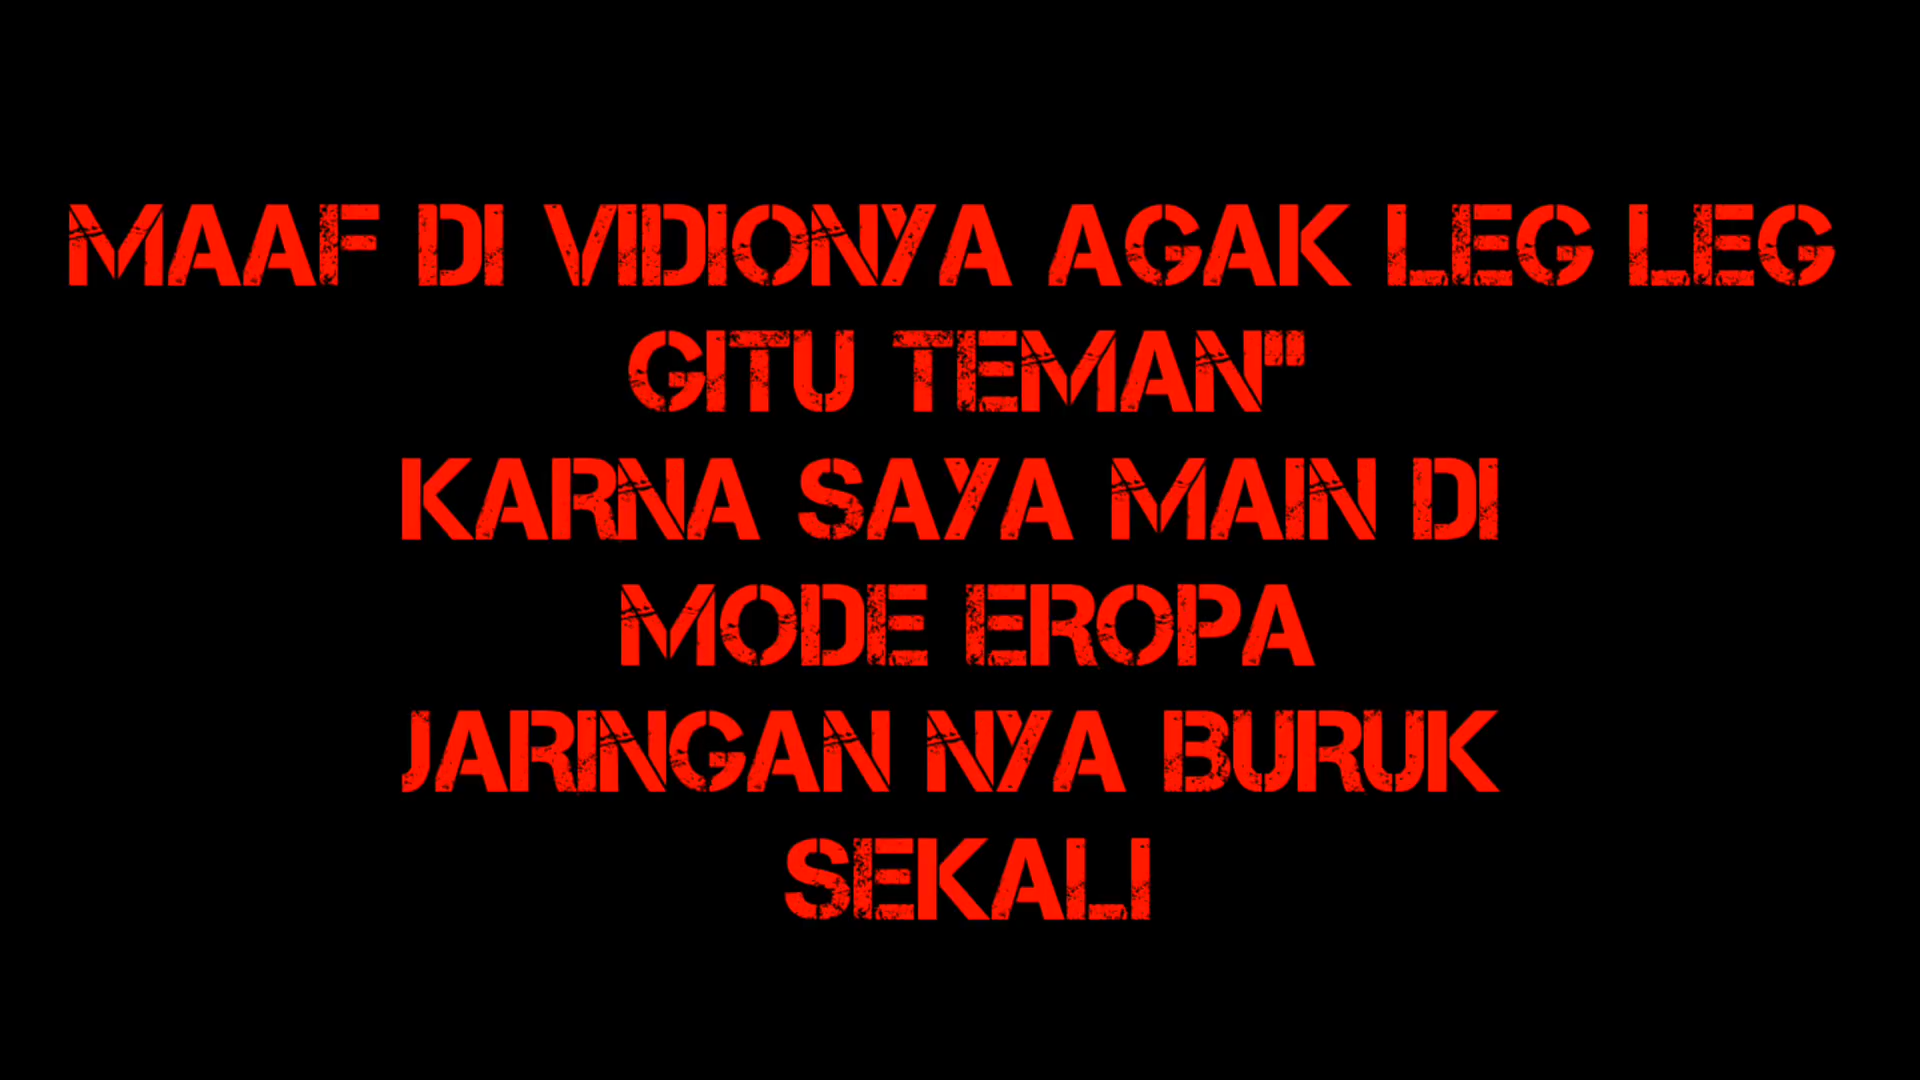 MAAF DI VIDIONYA AGAK LEG LEG
GITU TEMAN"
KARNA SAYA MAIN DI
MODE EROPA
JARINGAN NYA BURUK
SEKALI